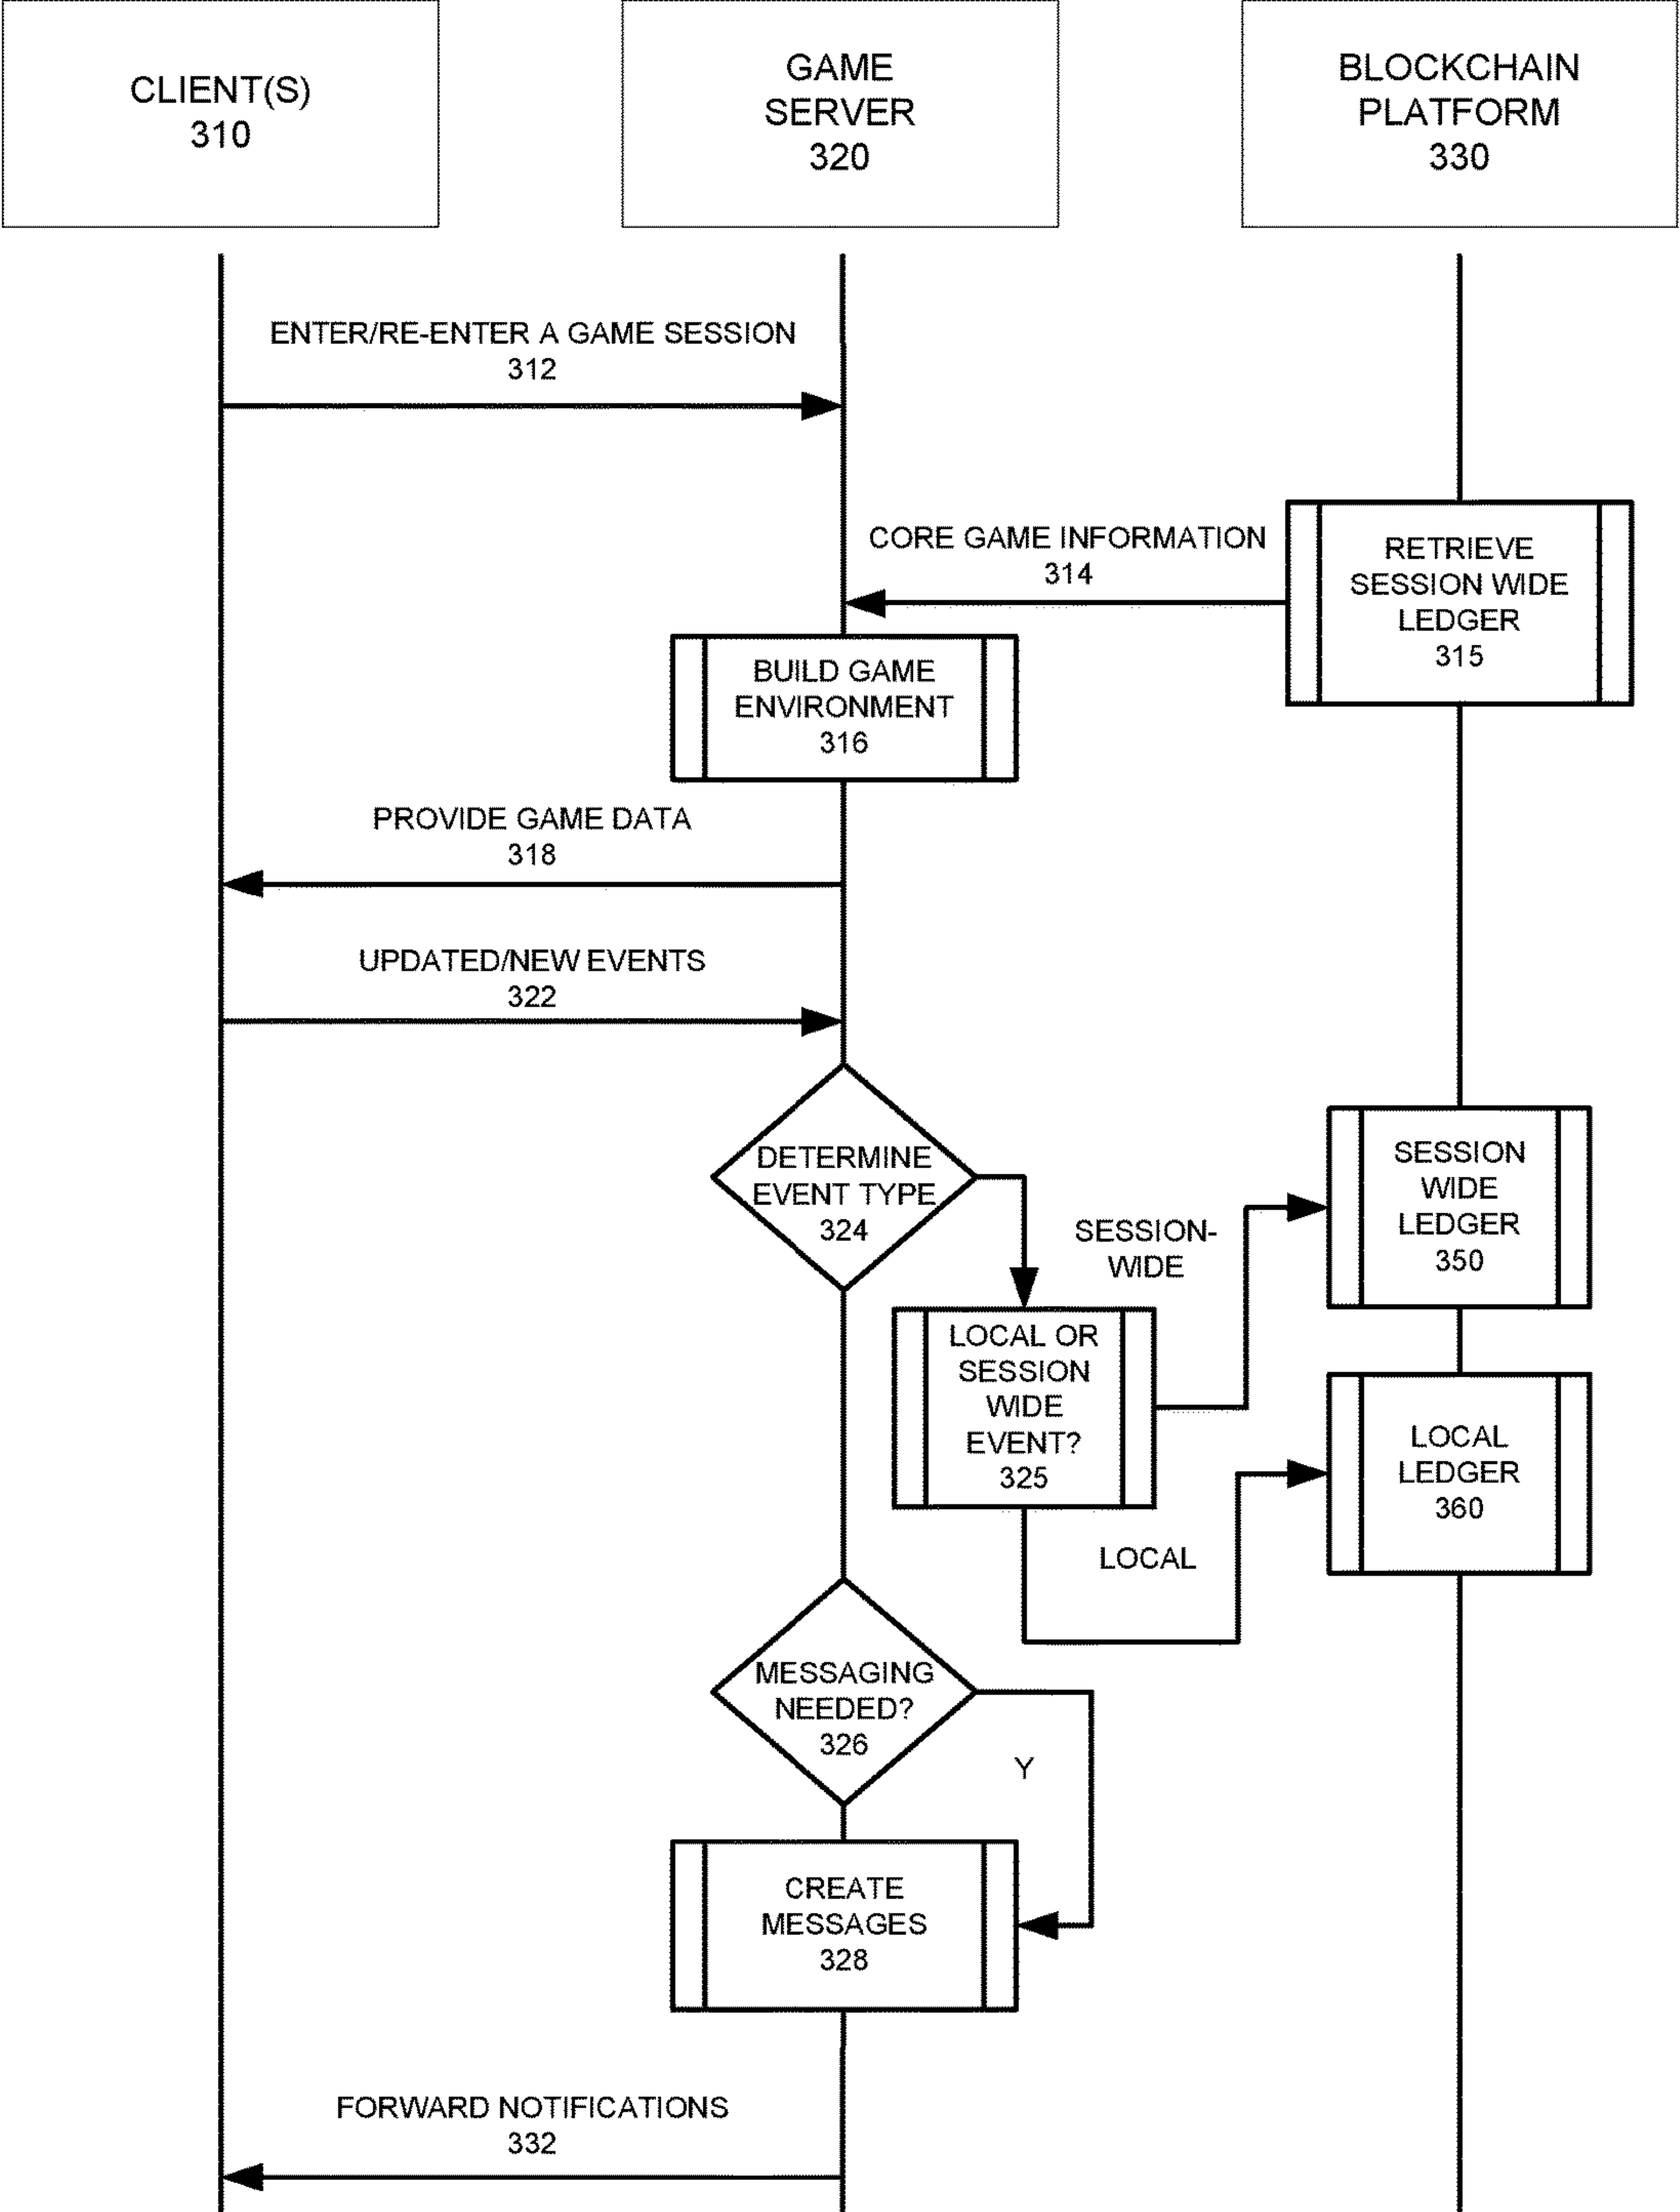 CLIENT(S)
310
GAME
SERVER
320
BLOCKCHAIN
PLATFORM
330
ENTER/RE-ENTER A GAME SESSION
312
CORE GAME INFORMATION
314
RETRIEVE
SESSION WIDE
LEDGER
315
BUILD GAME
ENVIRONMENT
316
PROVIDE GAME DATA
318
UPDATED/NEW EVENTS
322
DETERMINE
EVENT TYPE
324
SESSION-
WIDE
SESSION
WIDE
LEDGER
350
LOCAL OR
SESSION
WIDE
EVENT?
325
LOCAL
LEDGER
360
LOCAL
MESSAGING
NEEDED?
326
Y
CREATE
MESSAGES
328
FORWARD NOTIFICATIONS
332